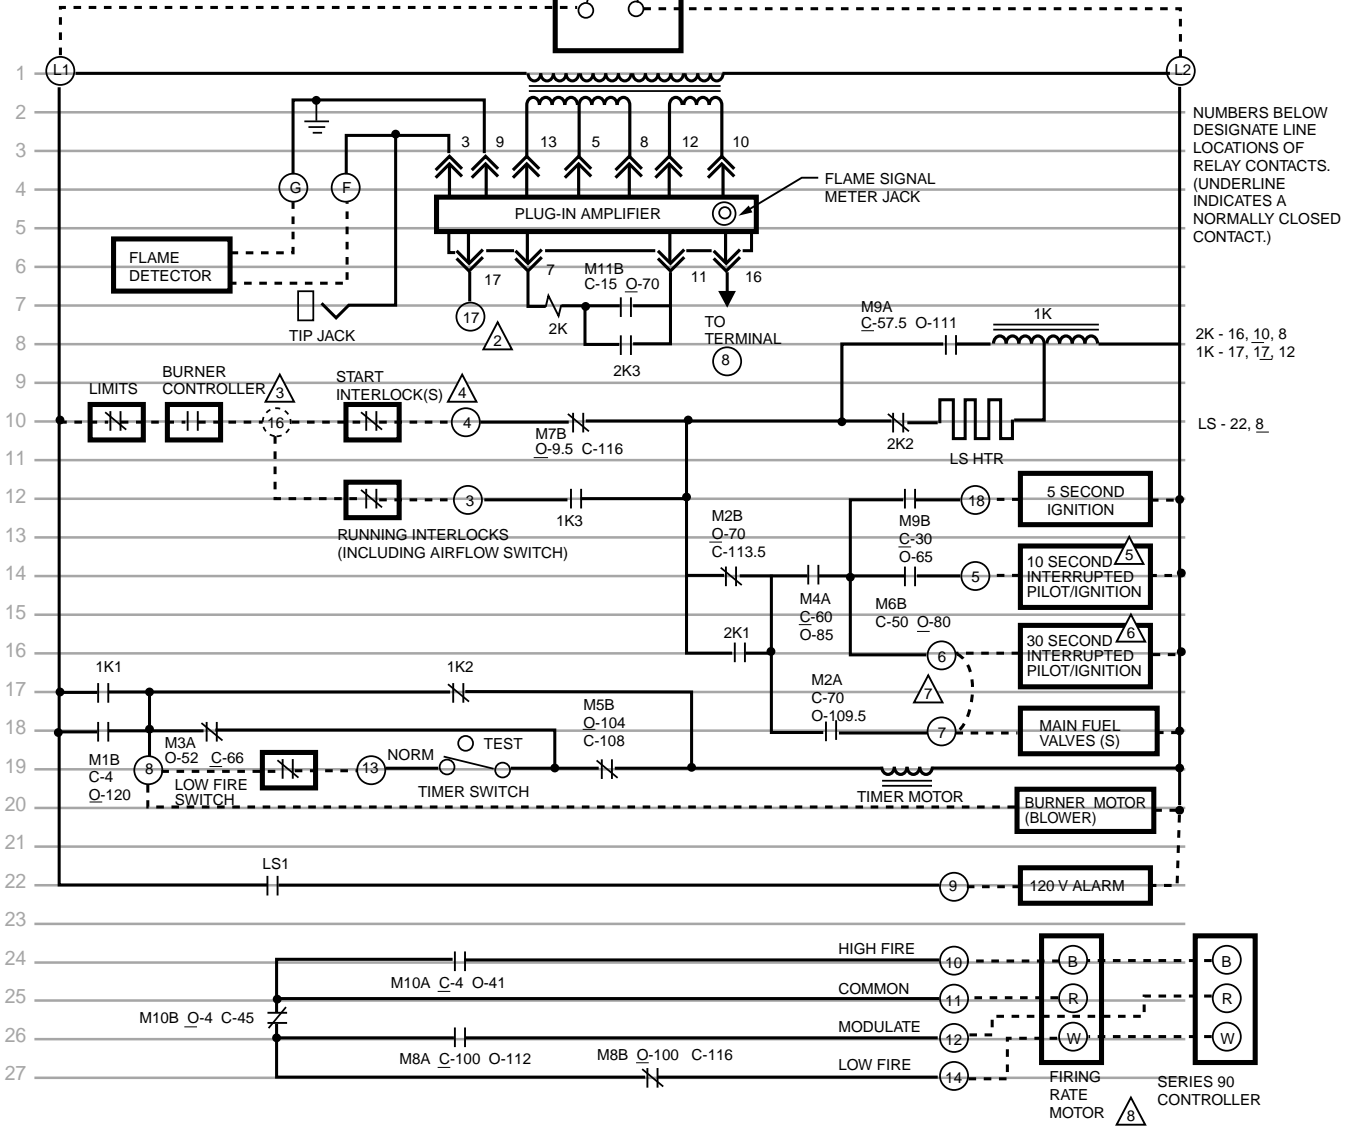 1
L1
L2
2
NUMBERS BELOW
DESIGNATE LINE
LOCATIONS OF
RELAY CONTACTS.
(UNDERLINE
INDICATES A
NORMALLY CLOSED
CONTACT.)
3
3 9 13 5 8 12 10
4
G F
FLAME SIGNAL
METER JACK
5
PLUG-IN AMPLIFIER
6
FLAME
DETECTOR
17 7 11 16
M11B
C-15 O-70
7
17
2
2K
TIP JACK
TO
TERMINAL
8
M9A
C-57.5 O-111
1K
8
2K3
2K - 16, 10, 8
1K - 17, 17, 12
9
LIMITS
BURNER
CONTROLLER
3
START
INTERLOCK(S)
4
10
16
4
M7B
O-9.5 C-116
2K2
LS - 22, 8
11
LS HTR
12
3
1K3
18
5 SECOND
IGNITION
13
RUNNING INTERLOCKS
(INCLUDING AIRFLOW SWITCH)
M2B
O-70
C-113.5
M9B
C-30
O-65
14
5
5
10 SECOND
INTERRUPTED
PILOT/IGNITION
15
M4A
C-60
O-85
M6B
C-50 O-80
16
2K1
6
6
30 SECOND
INTERRUPTED
PILOT/IGNITION
17
1K1
1K2
M2A
C-70
O-109.5
7
18
M5B
O-104
C-108
7
MAIN FUEL
VALVES (S)
M1B
C-4
O-120
M3A
O-52 C-66
NORM
TEST
19
8
LOW FIRE
SWITCH
13
TIMER SWITCH
TIMER MOTOR
20
BURNER MOTOR
(BLOWER)
21
22
LS1
9
120 V ALARM
23
24
M10A C-4 O-41
HIGH FIRE
10
B
B
25
COMMON
11
R
R
M10B O-4 C-45
26
M8A C-100 O-112
MODULATE
12
W
W
27
M8B O-100 C-116
LOW FIRE
14
FIRING
RATE
MOTOR
8
SERIES 90
CONTROLLER